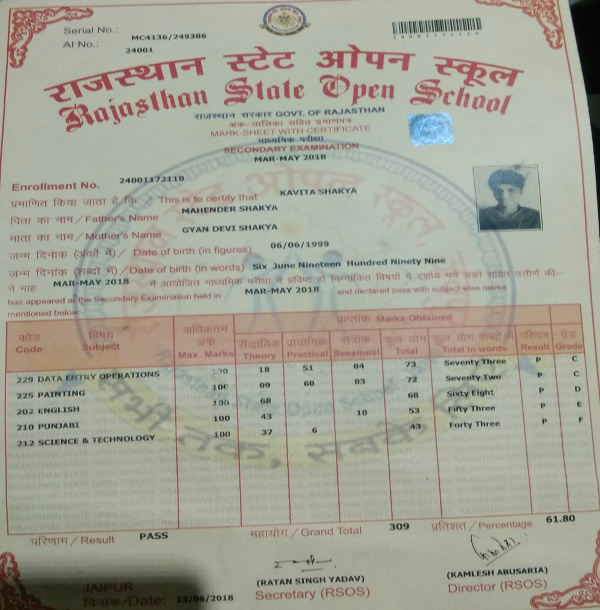 Serial No.: MC4136/249386
AI No.: 24001
24001172110
राजस्थान स्टेट ओपन स्कूल
Rajasthan State Open School
राजस्थान सरकार GOVT. OF RAJASTHAN
अंक-तालिका सहित प्रमाणपत्र
MARK-SHEET WITH CERTIFICATE
माध्यमिक परीक्षा
SECONDARY EXAMINATION
MAR-MAY 2018
Enrollment No. 24001172110
प्रमाणित किया जाता है कि / This is to certify that KAVITA SHAKYA
पिता का नाम / Father's Name MAHENDER SHAKYA
माता का नाम / Mother's Name GYAN DEVI SHAKYA
जन्म दिनांक (अंकों में) / Date of birth (in figures) 06/06/1999
जन्म दिनांक (शब्दों में) / Date of birth (In words) Six June Nineteen Hundred Ninety Nine
ने माह MAR-MAY 2018 में आयोजित माध्यमिक परीक्षा में प्रविष्ट हो निम्नांकित विषयों में दर्शाये गये अंकों सहित उत्तीर्ण की
has appeared at the Secondary Examination held in MAR-MAY 2018 and declared pass with subject wise marks
mentioned below:-
प्राप्तांक Marks Obtained
कोड विषय अधिकतम अंक सैद्धांतिक प्रायोगिक सत्रांक कुल योग कुल योग शब्दों में परिणाम ग्रेड
Code Subject Max. Marks Theory Practical Sessional Total Total in words Result Grade
229 DATA ENTRY OPERATIONS 100 18 51 04 73 Seventy Three P C
225 PAINTING 100 09 60 03 72 Seventy Two P C
202 ENGLISH 100 68 68 Sixty Eight P D
210 PUNJABI 100 43 10 53 Fifty Three P E
212 SCIENCE & TECHNOLOGY 100 37 6 43 Forty Three P F
परिणाम / Result PASS महायोग / Grand Total 309 प्रतिशत / Percentage 61.80
JAIPUR
दिनांक/Date: 13/06/2018
(RATAN SINGH YADAV)
Secretary (RSOS)
(KAMLESH ABUSARIA)
Director (RSOS)